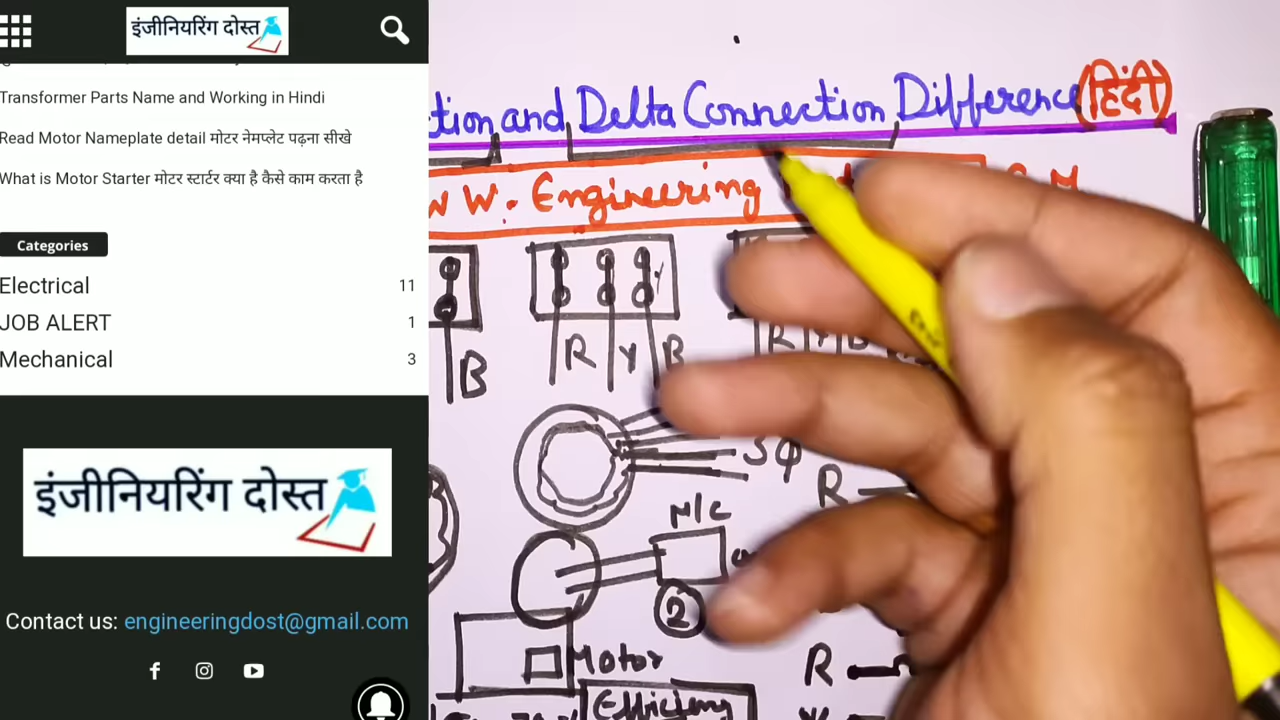 इंजीनियरिंग दोस्त
Transformer Parts Name and Working in Hindi
Read Motor Nameplate detail मोटर नेमप्लेट पढ़ना सीखे
What is Motor Starter मोटर स्टार्टर क्या है कैसे काम करता है
Categories
Electrical 11
JOB ALERT 1
Mechanical 3
इंजीनियरिंग दोस्त
Contact us: engineeringdost@gmail.com
tion and Delta Connection Difference (हिंदी)
W. Engineering
B
R Y B
R Y
3φ
R
M/C
2
Motor
R
Efficiency